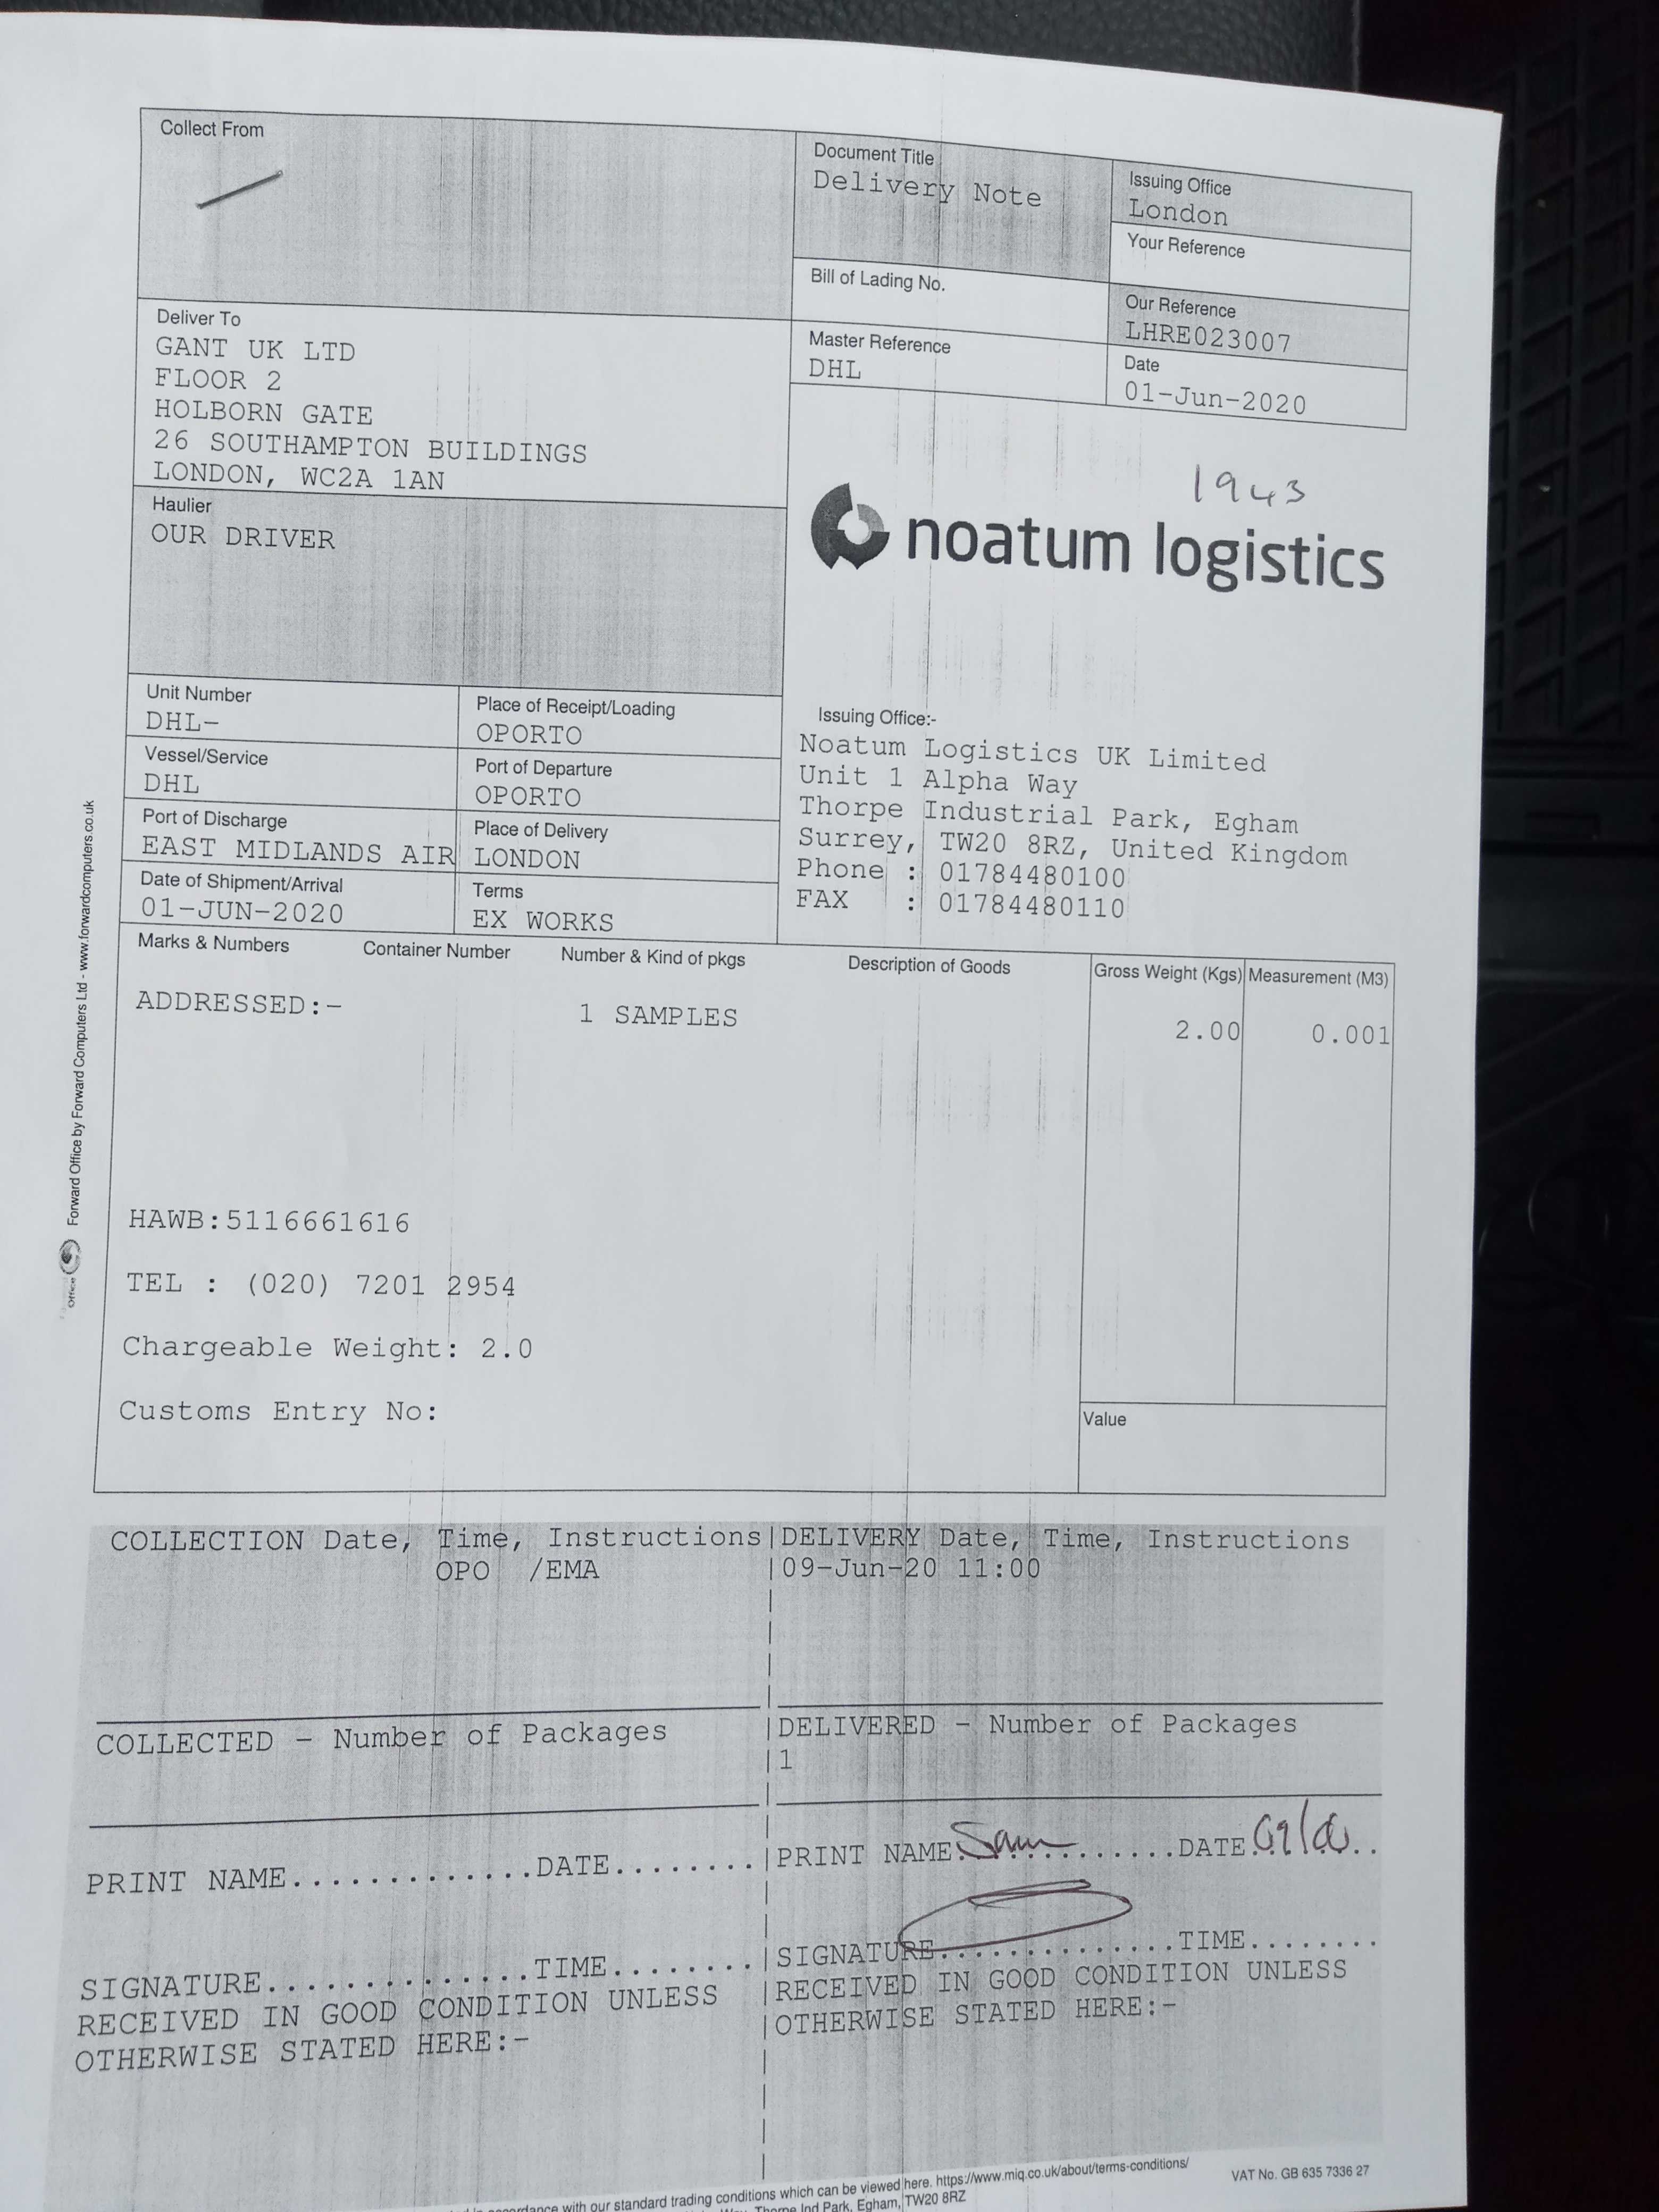 Collect From
Document Title
Delivery Note
Issuing Office
London
Your Reference
Bill of Lading No.
Our Reference
LHRE023007
Deliver To
GANT UK LTD
FLOOR 2
HOLBORN GATE
26 SOUTHAMPTON BUILDINGS
LONDON, WC2A 1AN
Master Reference
DHL
Date
01-Jun-2020
1943
noatum logistics
Haulier
OUR DRIVER
Unit Number
DHL-
Place of Receipt/Loading
OPORTO
Vessel/Service
DHL
Port of Departure
OPORTO
Port of Discharge
EAST MIDLANDS AIR
Place of Delivery
LONDON
Date of Shipment/Arrival
01-JUN-2020
Terms
EX WORKS
Issuing Office:-
Noatum Logistics UK Limited
Unit 1 Alpha Way
Thorpe Industrial Park, Egham
Surrey, TW20 8RZ, United Kingdom
Phone : 01784480100
FAX : 01784480110
Marks & Numbers Container Number Number & Kind of pkgs Description of Goods Gross Weight (Kgs) Measurement (M3)
ADDRESSED:- 1 SAMPLES 2.00 0.001
HAWB:5116661616
TEL : (020) 7201 2954
Chargeable Weight: 2.0
Customs Entry No:
Value
Forward Office by Forward Computers Ltd - www.forwardcomputers.co.uk
Office
COLLECTION Date, Time, Instructions
OPO /EMA
DELIVERY Date, Time, Instructions
09-Jun-20 11:00
COLLECTED - Number of Packages
DELIVERED - Number of Packages
1
PRINT NAME.............DATE........
SIGNATURE..............TIME........
RECEIVED IN GOOD CONDITION UNLESS
OTHERWISE STATED HERE:-
PRINT NAME Sam DATE
SIGNATURE..............TIME........
RECEIVED IN GOOD CONDITION UNLESS
OTHERWISE STATED HERE:-
with our standard trading conditions which can be viewed here. https://www.miq.co.uk/about/terms-conditions/
Thorpe Ind Park, Egham, TW20 8RZ
VAT No. GB 635 7336 27